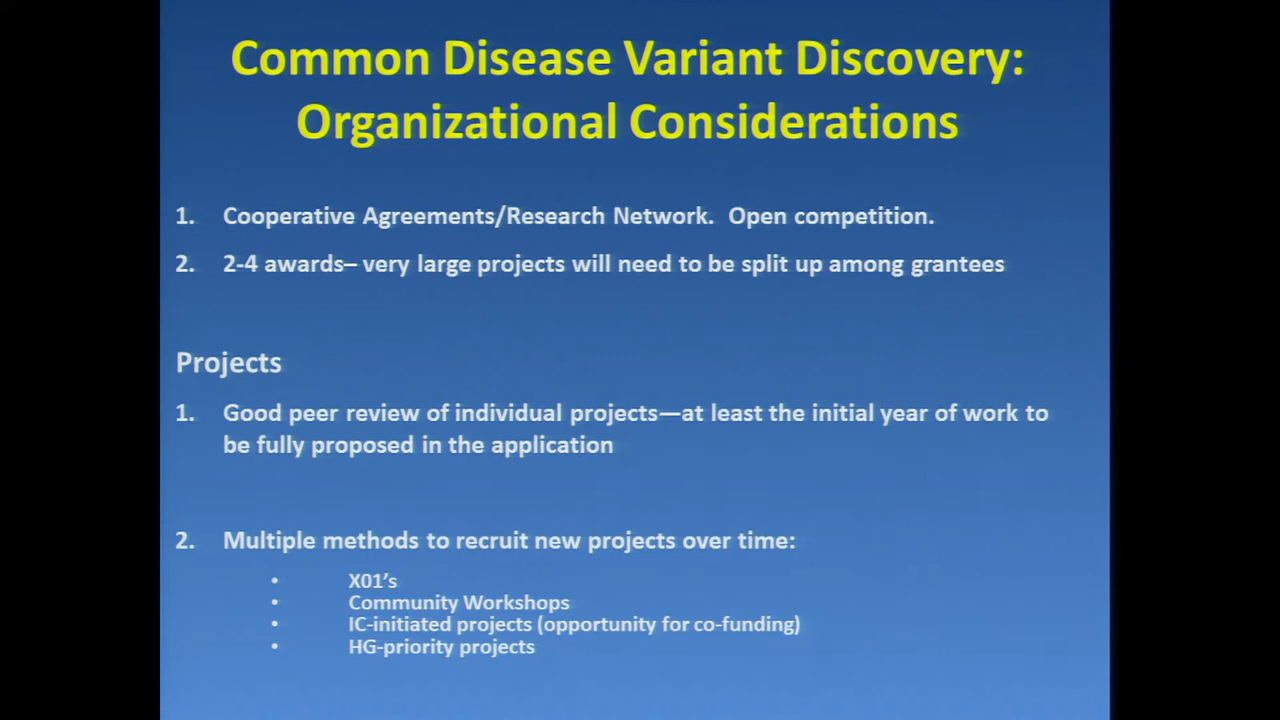 Common Disease Variant Discovery:
Organizational Considerations
1. Cooperative Agreements/Research Network. Open competition.
2. 2-4 awards– very large projects will need to be split up among grantees
Projects
1. Good peer review of individual projects—at least the initial year of work to
be fully proposed in the application
2. Multiple methods to recruit new projects over time:
• X01’s
• Community Workshops
• IC-initiated projects (opportunity for co-funding)
• HG-priority projects